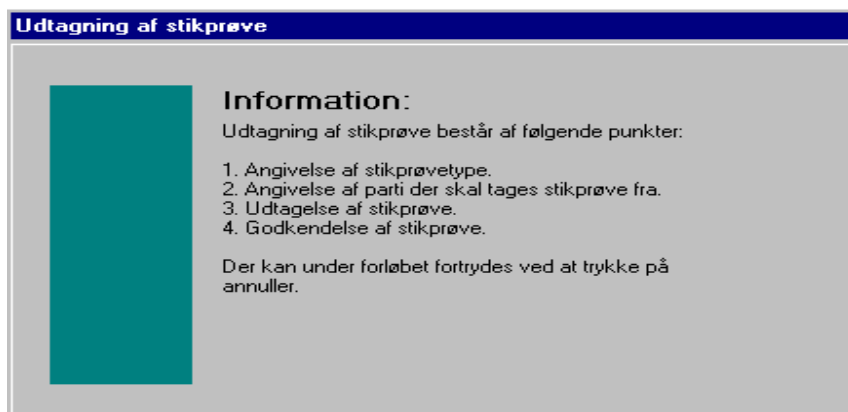 Udtagning af stikprøve
Information:
Udtagning af stikprøve består af følgende punkter:
1. Angivelse af stikprøvetype.
2. Angivelse af parti der skal tages stikprøve fra.
3. Udtagelse af stikprøve.
4. Godkendelse af stikprøve.
Der kan under forløbet fortrydes ved at trykke på
annuller.